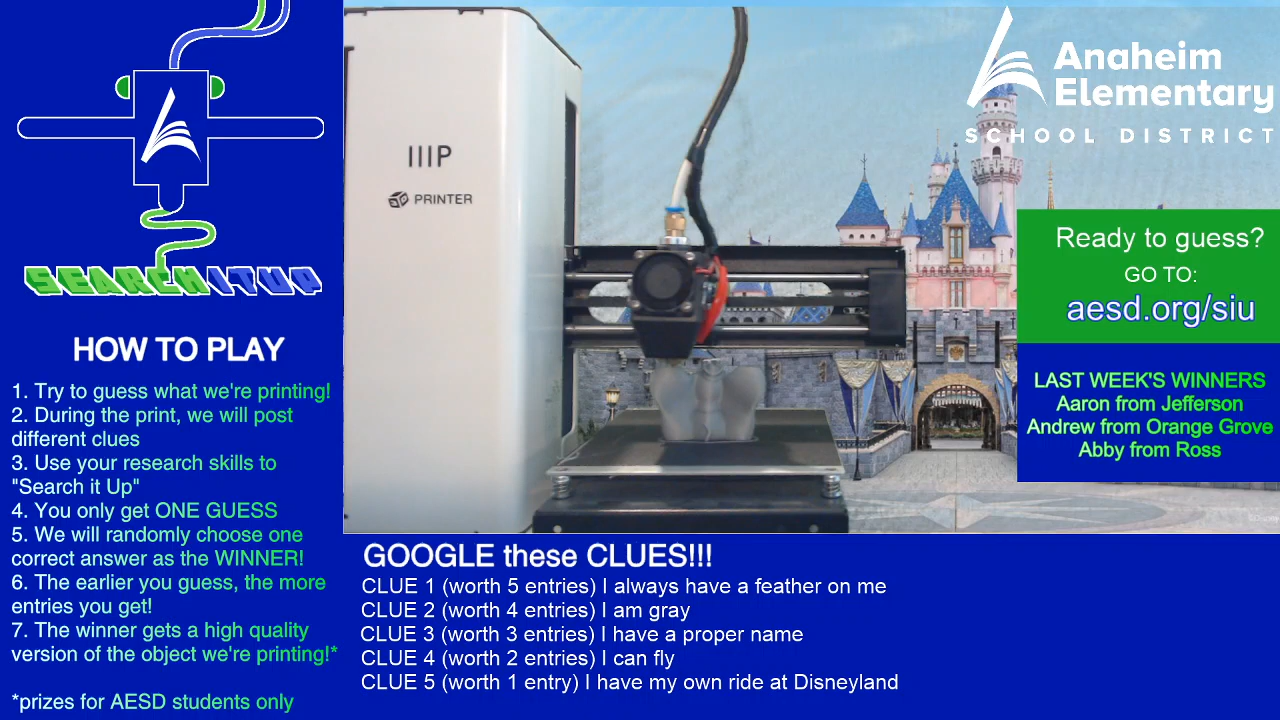 SEARCHITUP
HOW TO PLAY
1. Try to guess what we're printing!
2. During the print, we will post
different clues
3. Use your research skills to
"Search it Up"
4. You only get ONE GUESS
5. We will randomly choose one
correct answer as the WINNER!
6. The earlier you guess, the more
entries you get!
7. The winner gets a high quality
version of the object we're printing!*
*prizes for AESD students only
IIIP
PRINTER
Anaheim
Elementary
SCHOOL DISTRICT
Ready to guess?
GO TO:
aesd.org/siu
LAST WEEK'S WINNERS
Aaron from Jefferson
Andrew from Orange Grove
Abby from Ross
GOOGLE these CLUES!!!
CLUE 1 (worth 5 entries) I always have a feather on me
CLUE 2 (worth 4 entries) I am gray
CLUE 3 (worth 3 entries) I have a proper name
CLUE 4 (worth 2 entries) I can fly
CLUE 5 (worth 1 entry) I have my own ride at Disneyland